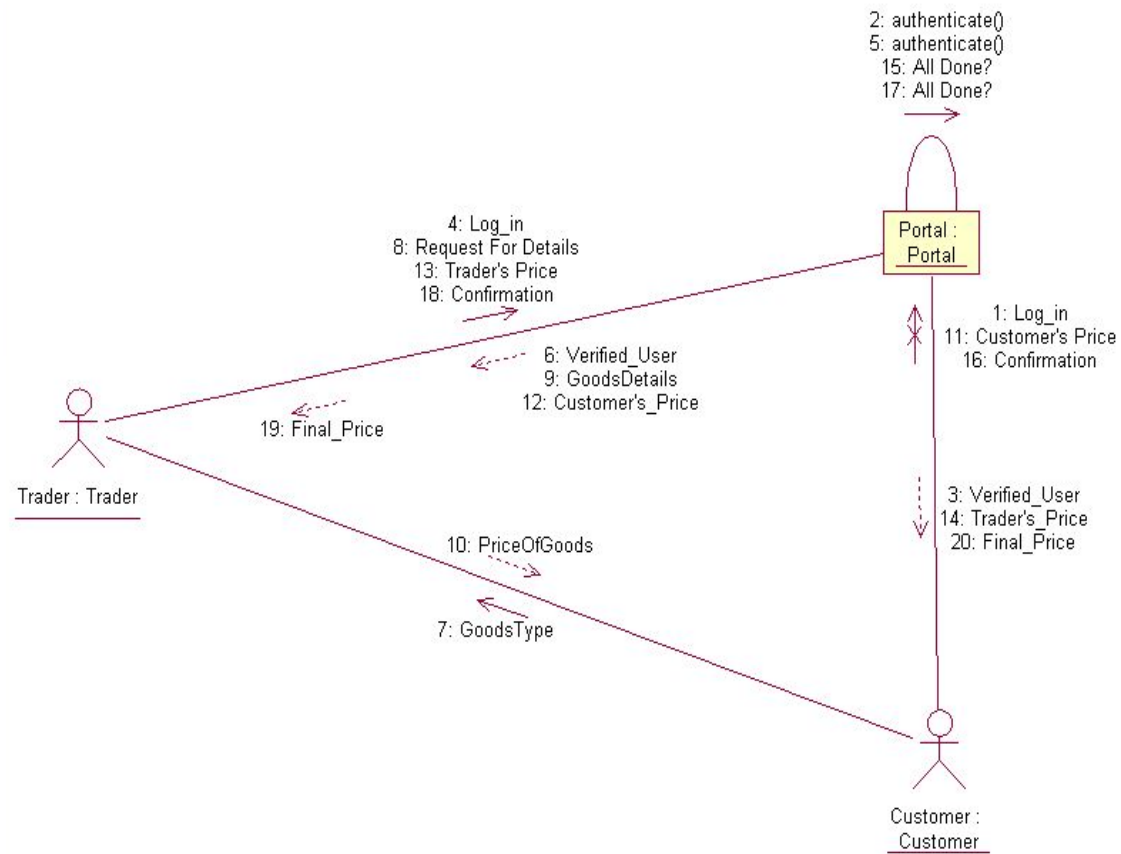 2: authenticate()
5: authenticate()
15: All Done?
17: All Done?
Portal :
Portal
4: Log_in
8: Request For Details
13: Trader's Price
18: Confirmation
6: Verified_User
9: GoodsDetails
12: Customer's_Price
19: Final_Price
1: Log_in
11: Customer's Price
16: Confirmation
Trader : Trader
3: Verified_User
14: Trader's_Price
20: Final_Price
10: PriceOfGoods
7: GoodsType
Customer :
Customer